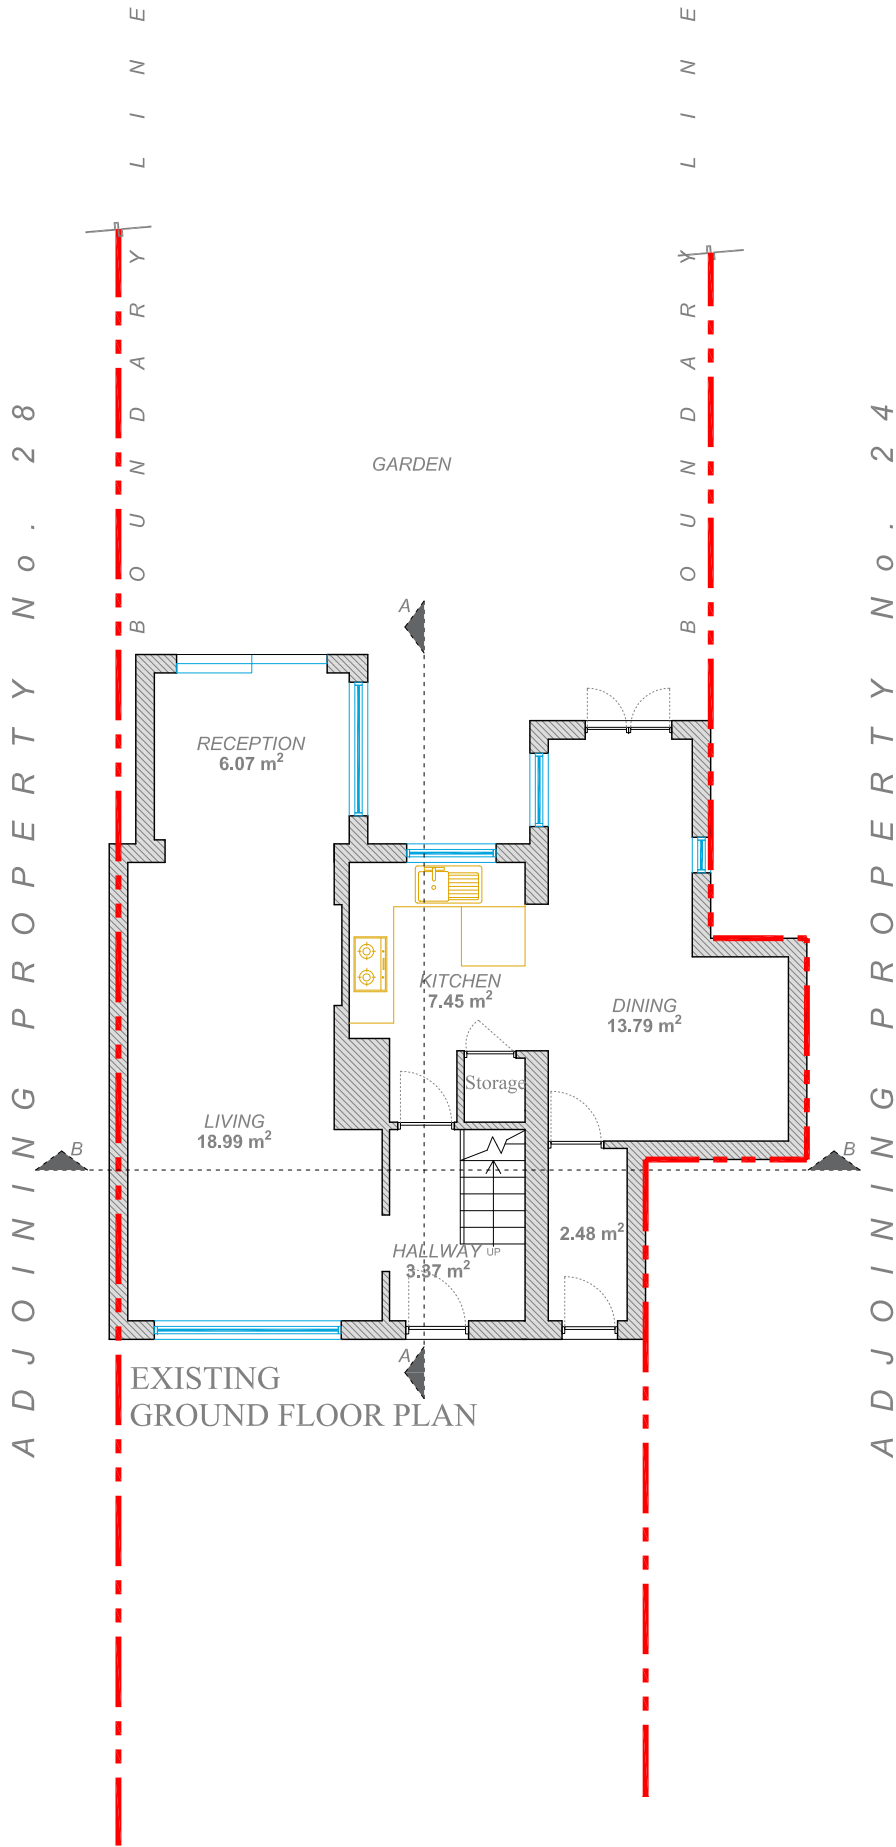 BOUNDARY LINE
BOUNDARY LINE
ADJOINING PROPERTY No. 28
ADJOINING PROPERTY No. 24
GARDEN
A
RECEPTION
6.07 m²
KITCHEN
7.45 m²
DINING
13.79 m²
Storage
LIVING
18.99 m²
B
B
2.48 m²
HALLWAY
UP
3.37 m²
A
EXISTING
GROUND FLOOR PLAN